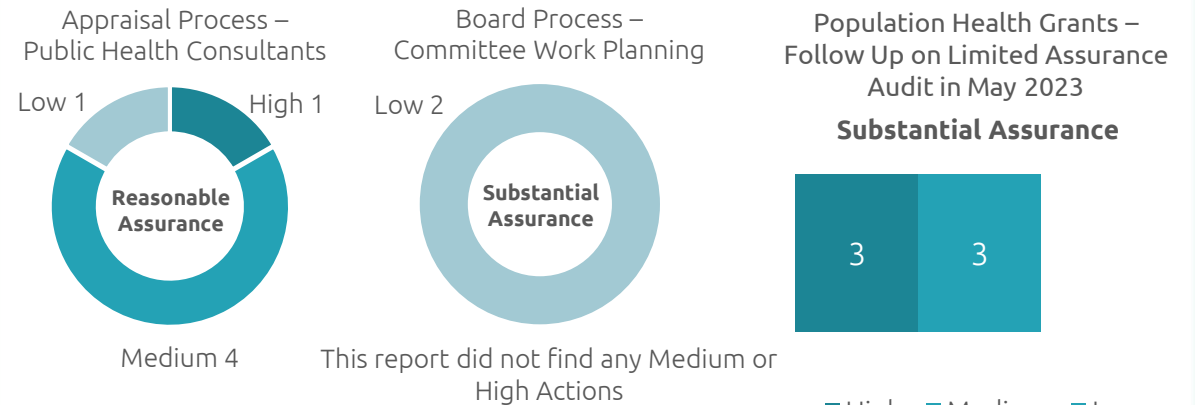 Appraisal Process –
Public Health Consultants
Low 1
High 1
Reasonable
Assurance
Medium 4
Board Process –
Committee Work Planning
Low 2
Substantial
Assurance
This report did not find any Medium or
High Actions
Population Health Grants –
Follow Up on Limited Assurance
Audit in May 2023
Substantial Assurance
3
3